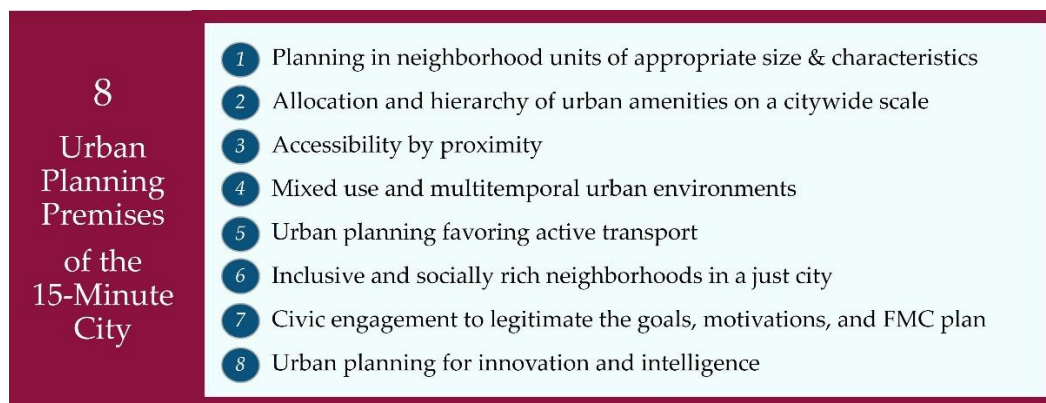 8
Urban
Planning
Premises
of the
15-Minute
City
1 Planning in neighborhood units of appropriate size & characteristics
2 Allocation and hierarchy of urban amenities on a citywide scale
3 Accessibility by proximity
4 Mixed use and multitemporal urban environments
5 Urban planning favoring active transport
6 Inclusive and socially rich neighborhoods in a just city
7 Civic engagement to legitimate the goals, motivations, and FMC plan
8 Urban planning for innovation and intelligence